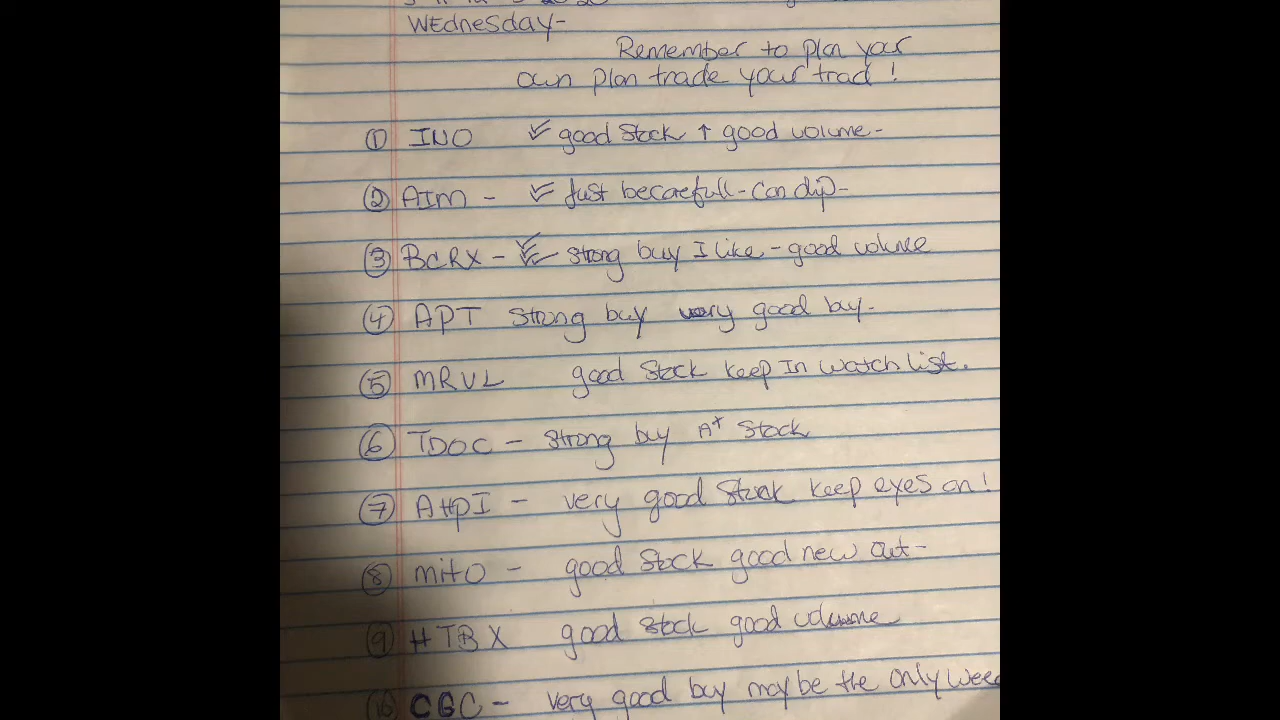 Wednesday-
Remember to plan your
own plan trade your trad !
① INO good Stock ↑ good volume-
② AIM - Just becarefull - Can dip-
③ BCRX - strong buy I like - good volume
④ APT strong buy very good buy.
⑤ MRVL good Stock keep In watch list.
⑥ TDOC - strong buy A+ Stock
⑦ AHPI - very good Stock keep eyes on!
⑧ mitO - good Stock good new out-
⑨ HTBX good stock good volume
⑩ CGC - very good buy may be the only weed